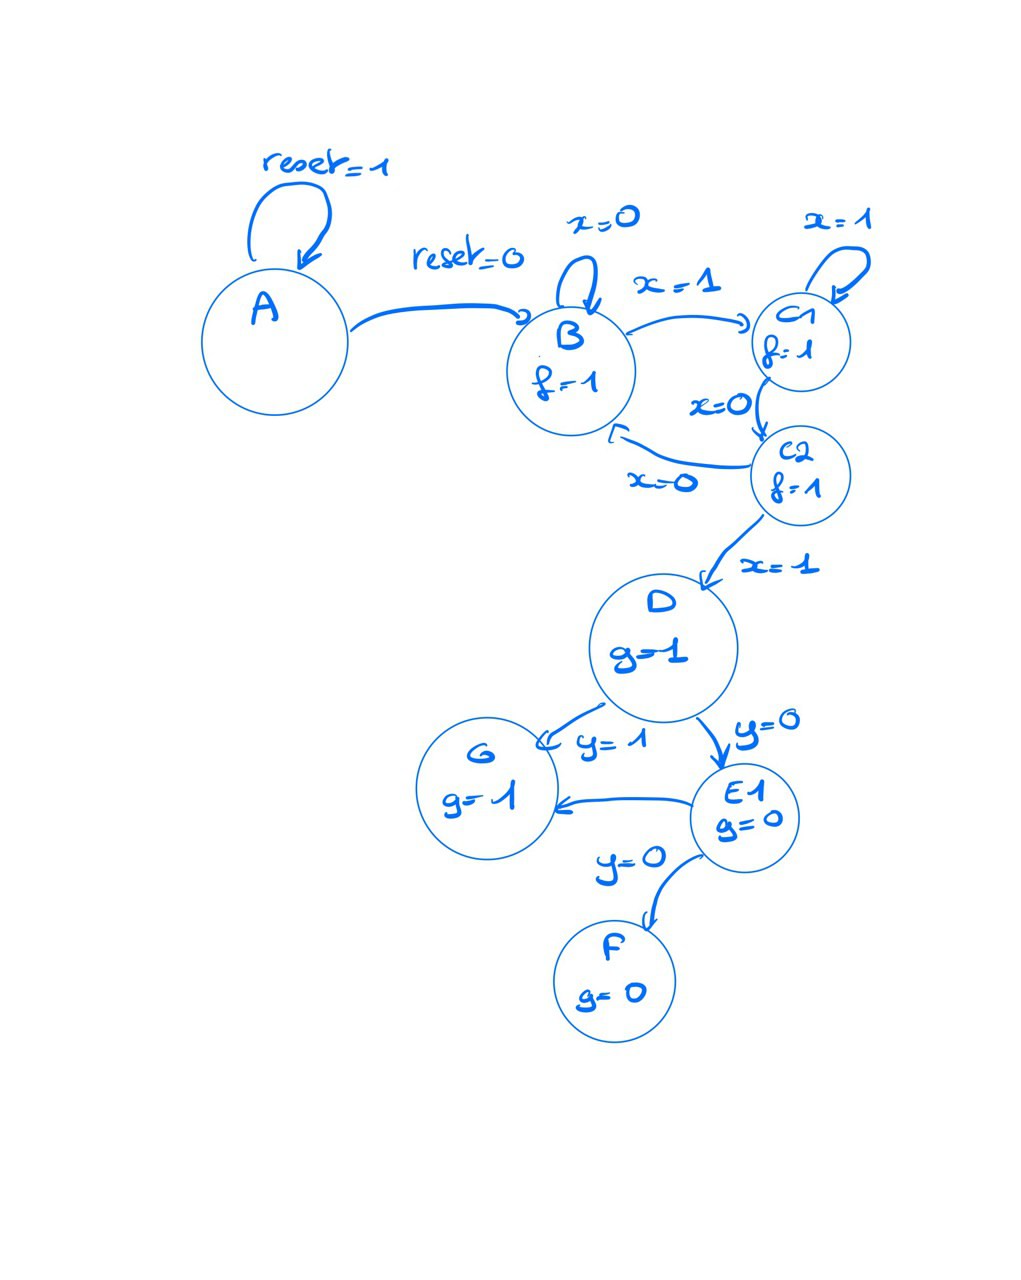 reset=1
x=0
x=1
reset=0
x=1
A
B
f=1
C1
f=1
x=0
C2
f=1
x=0
x=1
D
g=1
y=1
y=0
G
g=1
E1
g=0
y=0
F
g=0